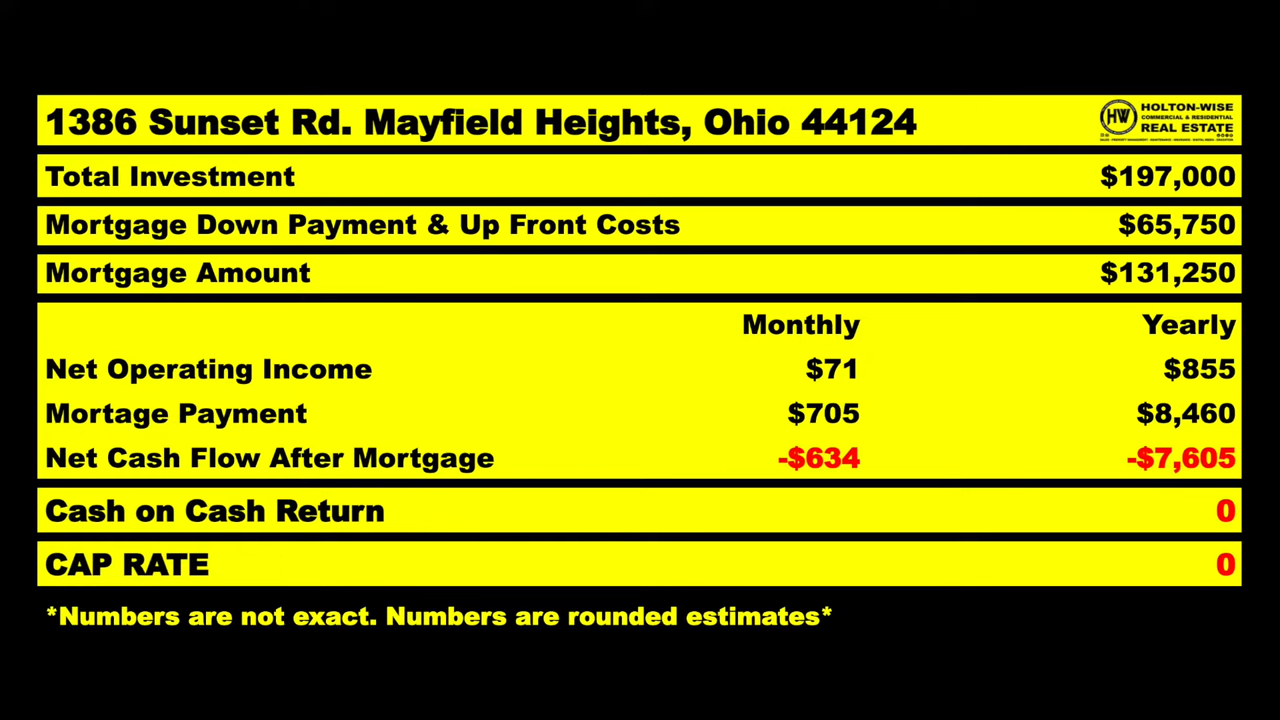 1386 Sunset Rd. Mayfield Heights, Ohio 44124
HW
HOLTON-WISE
COMMERCIAL & RESIDENTIAL
REAL ESTATE
Total Investment $197,000
Mortgage Down Payment & Up Front Costs $65,750
Mortgage Amount $131,250
Monthly Yearly
Net Operating Income $71 $855
Mortage Payment $705 $8,460
Net Cash Flow After Mortgage -$634 -$7,605
Cash on Cash Return 0
CAP RATE 0
*Numbers are not exact. Numbers are rounded estimates*